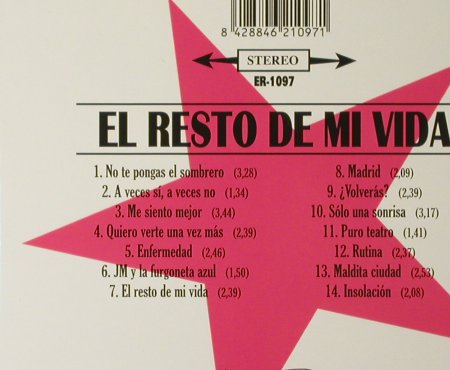 8 428846 210971
STEREO
ER-1097
EL RESTO DE MI VIDA
1. No te pongas el sombrero (3,28)
2. A veces si, a veces no (1,34)
3. Me siento mejor (3,44)
4. Quiero verte una vez más (2,39)
5. Enfermedad (2,46)
6. JM y la furgoneta azul (1,50)
7. El resto de mi vida (2,39)
8. Madrid (2,09)
9. ¿Volverás? (2,39)
10. Sólo una sonrisa (3,17)
11. Puro teatro (1,41)
12. Rutina (2,37)
13. Maldita ciudad (2,53)
14. Insolación (2,08)